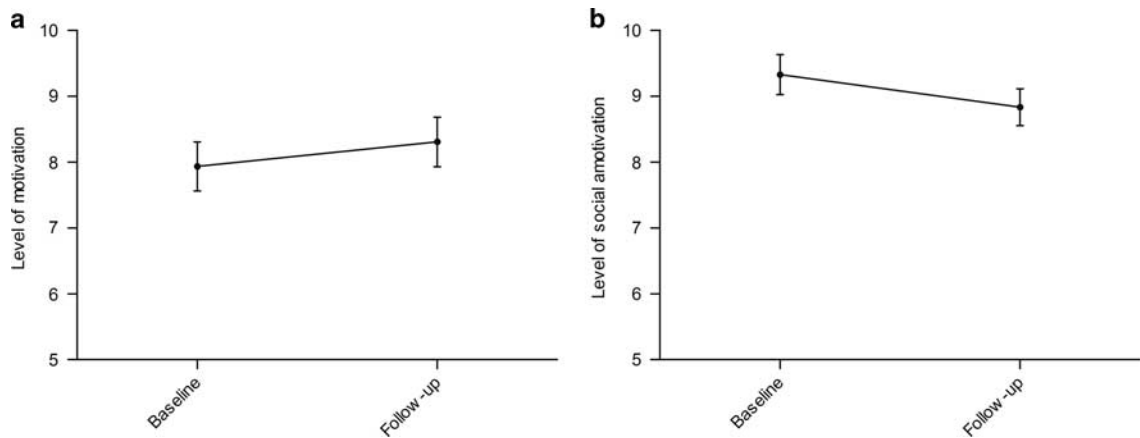 a
10
9
8
7
6
5
Level of motivation
Baseline
Follow-up
b
10
9
8
7
6
5
Level of social amotivation
Baseline
Follow-up